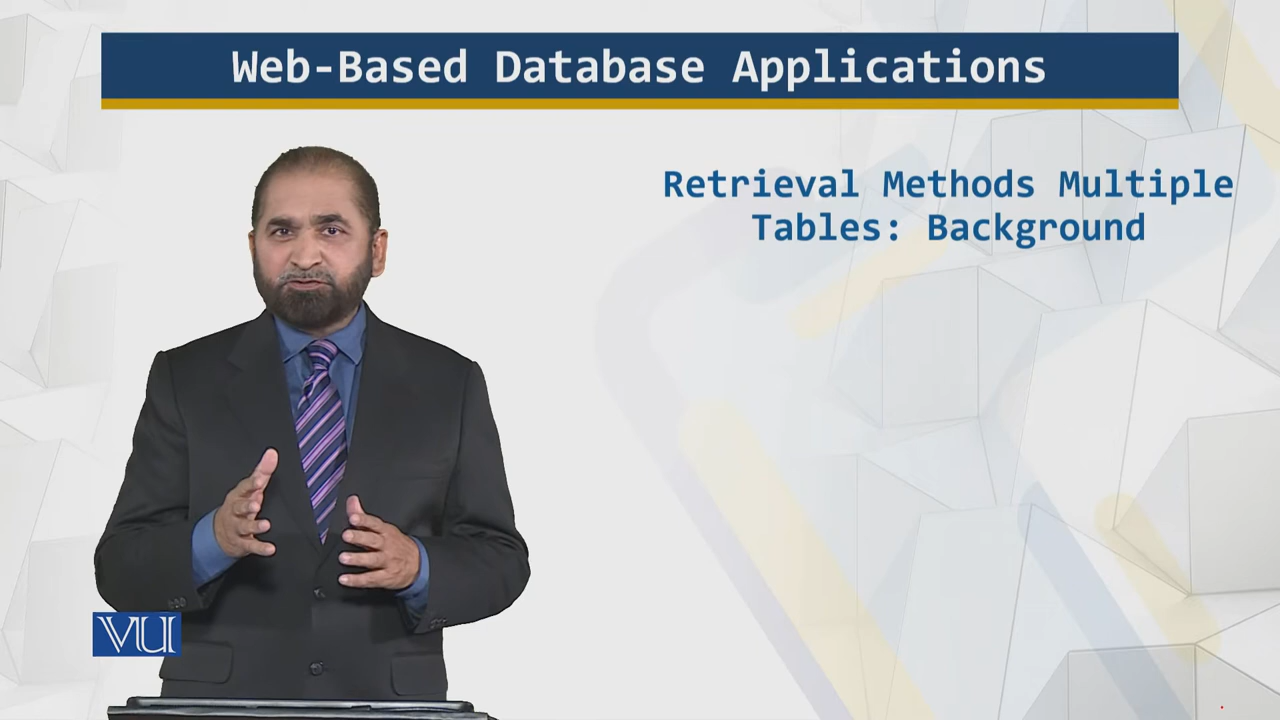 Web-Based Database Applications
Retrieval Methods Multiple
Tables: Background
VU